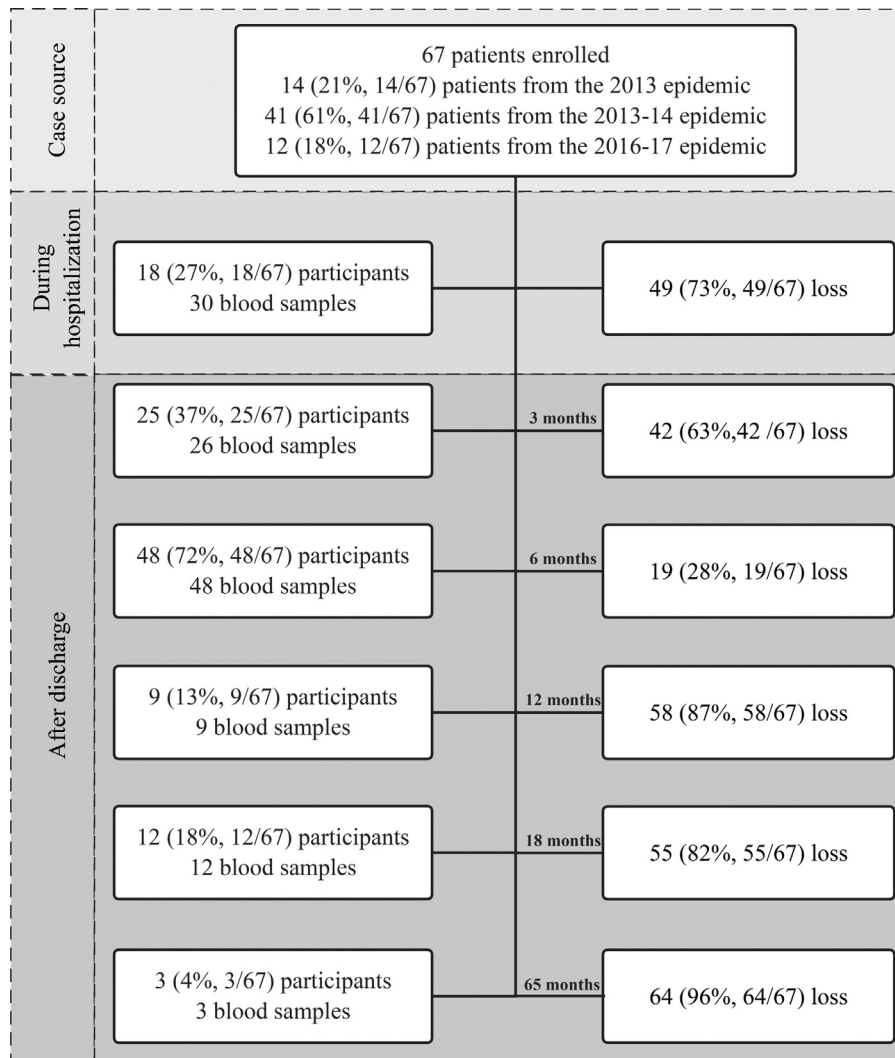 Case source
67 patients enrolled
14 (21%, 14/67) patients from the 2013 epidemic
41 (61%, 41/67) patients from the 2013-14 epidemic
12 (18%, 12/67) patients from the 2016-17 epidemic
During
hospitalization
18 (27%, 18/67) participants
30 blood samples
49 (73%, 49/67) loss
After discharge
25 (37%, 25/67) participants
26 blood samples
3 months
42 (63%,42 /67) loss
48 (72%, 48/67) participants
48 blood samples
6 months
19 (28%, 19/67) loss
9 (13%, 9/67) participants
9 blood samples
12 months
58 (87%, 58/67) loss
12 (18%, 12/67) participants
12 blood samples
18 months
55 (82%, 55/67) loss
3 (4%, 3/67) participants
3 blood samples
65 months
64 (96%, 64/67) loss